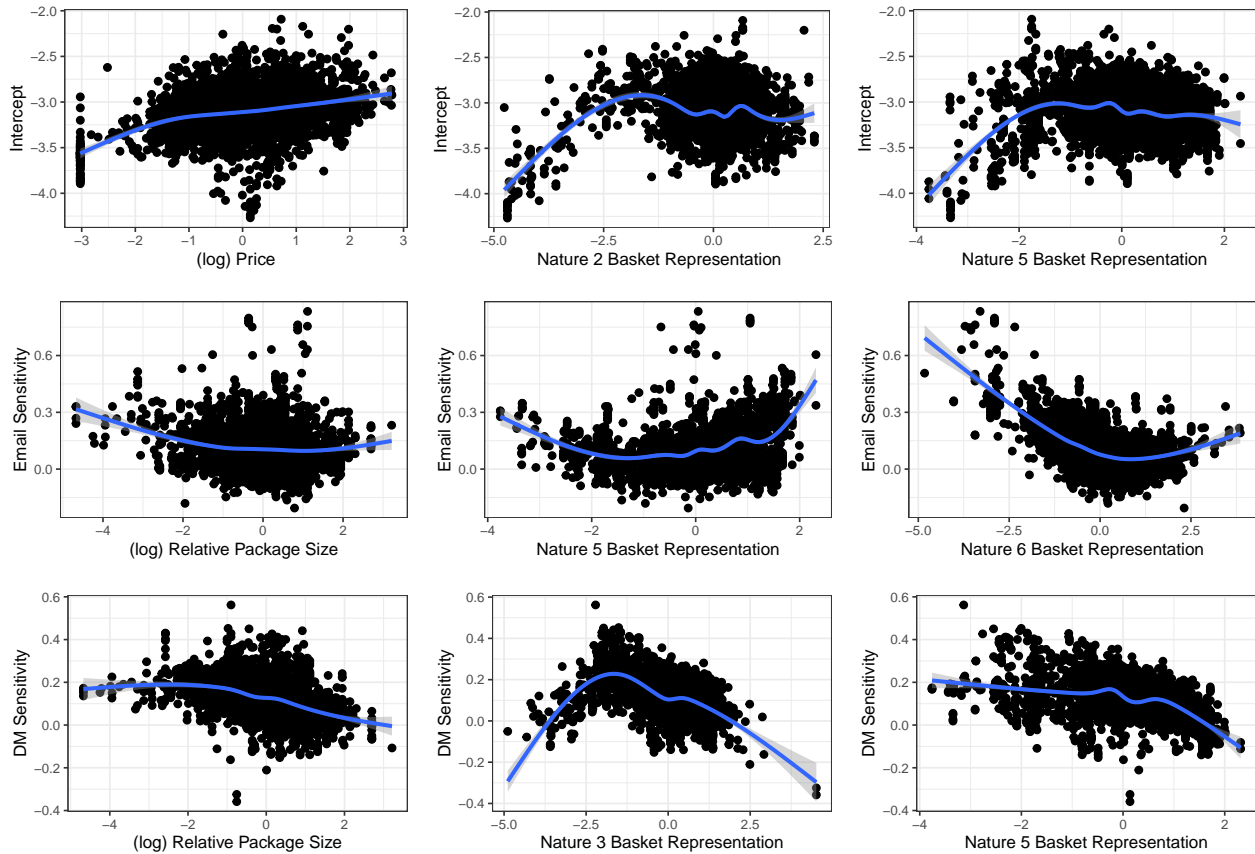 −2.0
−2.5
−3.0
−3.5
−4.0
Intercept
−3 −2 −1 0 1 2 3
(log) Price
−2.0
−2.5
−3.0
−3.5
−4.0
Intercept
−5.0 −2.5 0.0 2.5
Nature 2 Basket Representation
−2.0
−2.5
−3.0
−3.5
−4.0
Intercept
−4 −2 0 2
Nature 5 Basket Representation
0.6
0.3
0.0
Email Sensitivity
−4 −2 0 2
(log) Relative Package Size
0.6
0.3
0.0
Email Sensitivity
−4 −2 0 2
Nature 5 Basket Representation
0.6
0.3
0.0
Email Sensitivity
−5.0 −2.5 0.0 2.5
Nature 6 Basket Representation
0.6
0.4
0.2
0.0
−0.2
−0.4
DM Sensitivity
−4 −2 0 2
(log) Relative Package Size
0.6
0.4
0.2
0.0
−0.2
−0.4
DM Sensitivity
−5.0 −2.5 0.0 2.5
Nature 3 Basket Representation
0.6
0.4
0.2
0.0
−0.2
−0.4
DM Sensitivity
−4 −2 0 2
Nature 5 Basket Representation